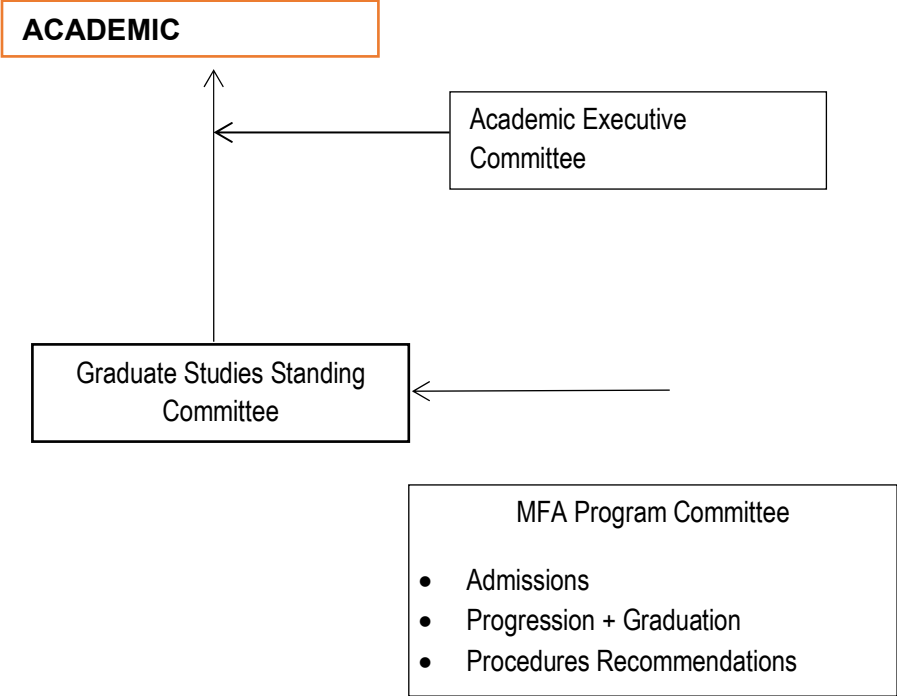 ACADEMIC
Academic Executive
Committee
Graduate Studies Standing
Committee
MFA Program Committee
• Admissions
• Progression + Graduation
• Procedures Recommendations